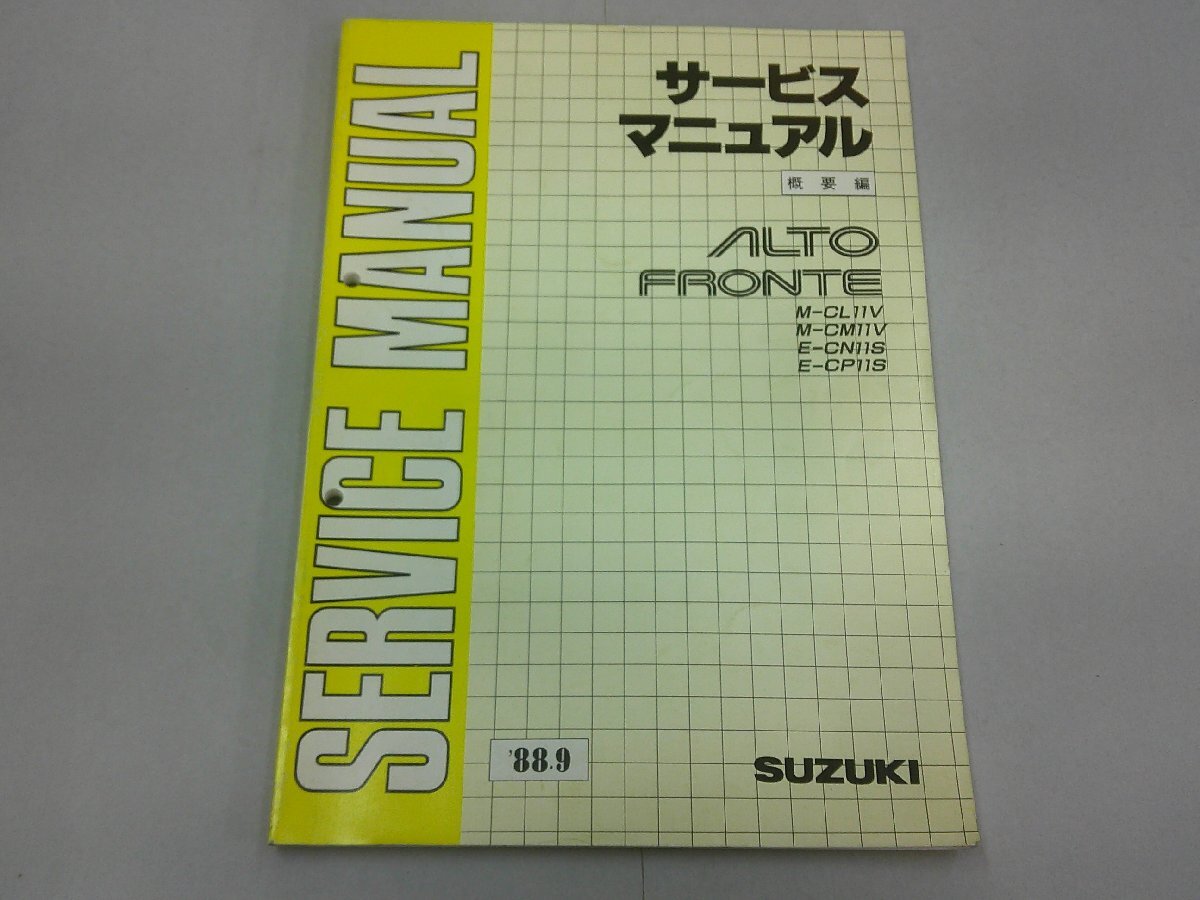 SERVICE MANUAL
サービス
マニュアル
概要編
ALTO
FRONTE
M-CL11V
M-CM11V
E-CN11S
E-CP11S
'88.9
SUZUKI